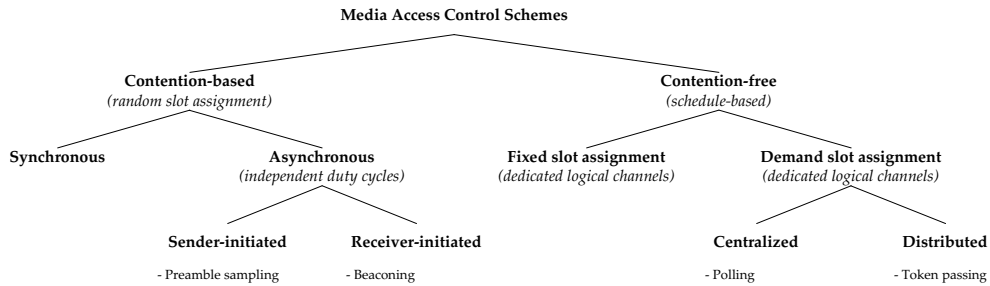 Media Access Control Schemes
Contention-based
(random slot assignment)
Contention-free
(schedule-based)
Synchronous
Asynchronous
(independent duty cycles)
Fixed slot assignment
(dedicated logical channels)
Demand slot assignment
(dedicated logical channels)
Sender-initiated
- Preamble sampling
Receiver-initiated
- Beaconing
Centralized
- Polling
Distributed
- Token passing